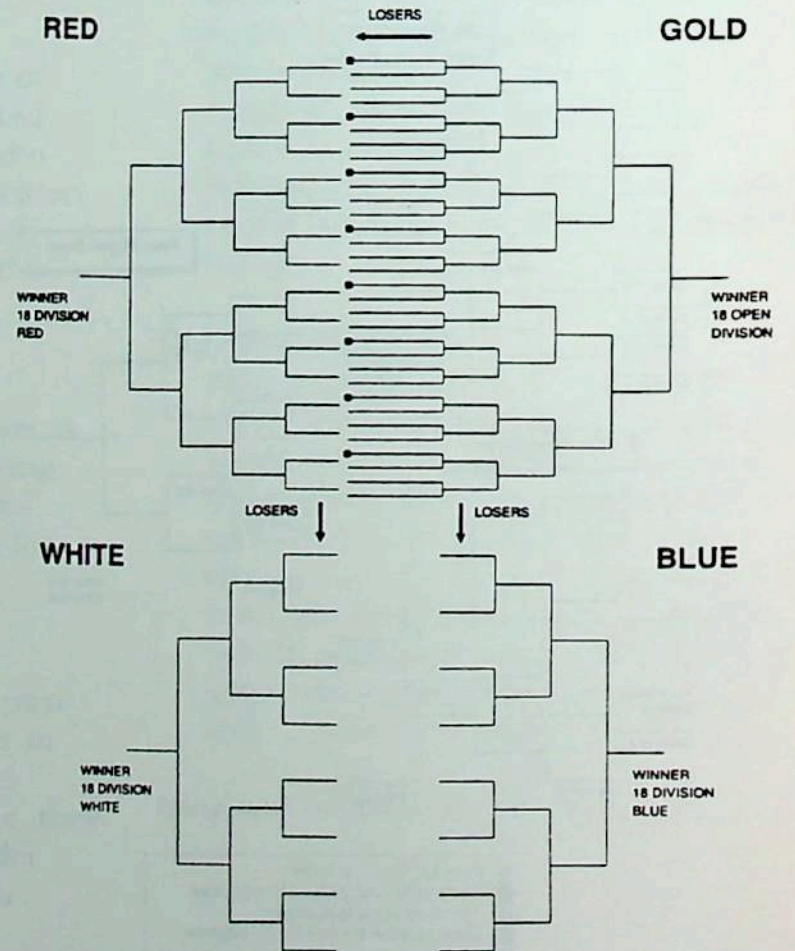 LOSERS
RED
GOLD
WINNER
18 DIVISION
RED
WINNER
18 OPEN
DIVISION
LOSERS
LOSERS
WHITE
BLUE
WINNER
18 DIVISION
WHITE
WINNER
18 DIVISION
BLUE